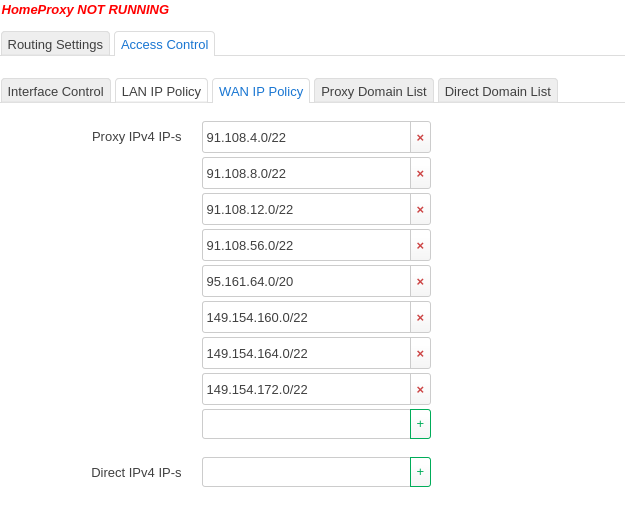 HomeProxy NOT RUNNING
Routing Settings Access Control
Interface Control LAN IP Policy WAN IP Policy Proxy Domain List Direct Domain List
Proxy IPv4 IP-s 91.108.4.0/22 ×
91.108.8.0/22 ×
91.108.12.0/22 ×
91.108.56.0/22 ×
95.161.64.0/20 ×
149.154.160.0/22 ×
149.154.164.0/22 ×
149.154.172.0/22 ×
+
Direct IPv4 IP-s +